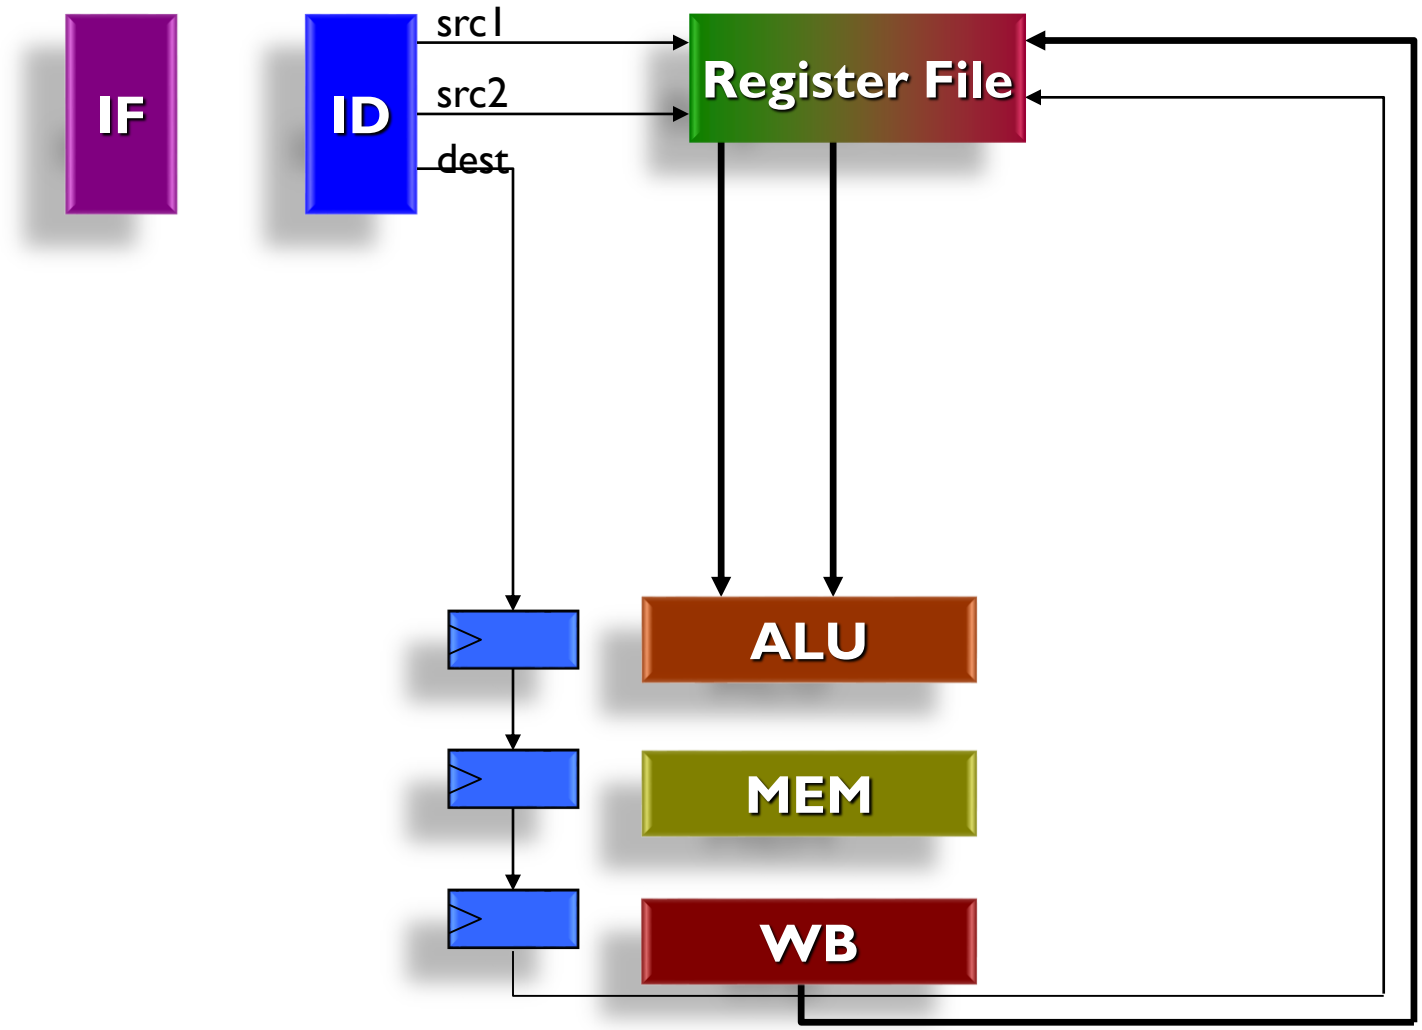 IF
ID
src1
src2
dest
Register File
ALU
MEM
WB